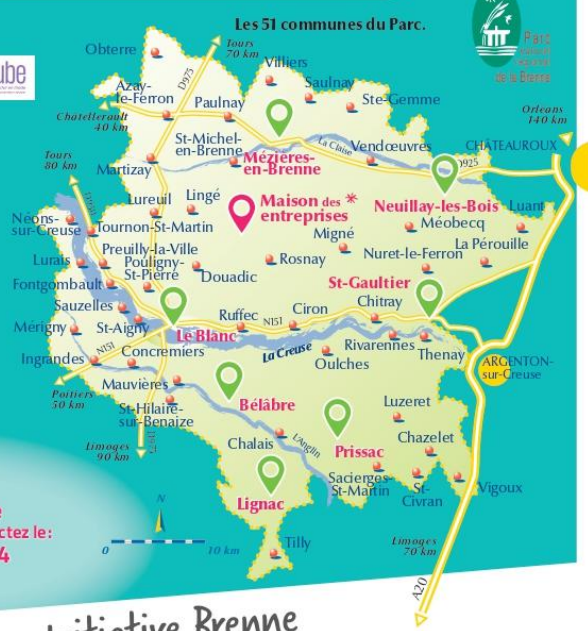 Les 51 communes du Parc.
Parc
naturel
régional
de la Brenne
ube
Obterre
Tours
70 km
D975
Villiers
Azay-
le-Ferron
Paulnay
Saulnay
Ste-Gemme
Châtellerault
40 km
Orleans
140 km
St-Michel-
en-Brenne
La Claise
Vendœuvres
CHÂTEAUROUX
D925
Tours
80 km
Martizay
Mézières-
en-Brenne
Lureuil
Lingé
Maison des *
entreprises
Neuillay-les-Bois
Luant
Néons-
sur-Creuse
Tournon-St-Martin
Migné
Méobecq
La Pérouille
Preuilly-la-Ville
Lurais
Pouligny-
St-Pierre
Douadic
Rosnay
Nuret-le-Ferron
Fontgombault
St-Gaultier
Sauzelles
Chitray
Mérigny
St-Aigny
Le Blanc
Ruffec
N151
Ciron
Ingrandes
N151
Concremiers
La Creuse
Oulches
Rivarennes
Thenay
ARGENTON-
sur-Creuse
Poitiers
50 km
Mauvières
Bélâbre
St-Hilaire-
sur-Benaize
Luzeret
Limoges
90 km
Chalais
L'Anglin
Prissac
Chazelet
Lignac
Sacierges-
St-Martin
St-
Civran
Vigoux
ctez le:
4
N
0
10 km
Tilly
Limoges
70 km
A20
Initiative Brenne